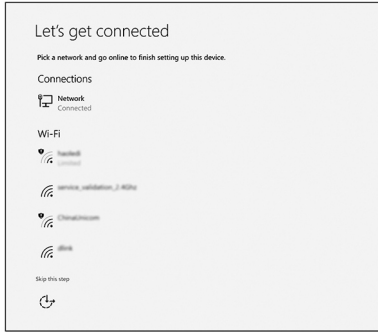 Let's get connected
Pick a network and go online to finish setting up this device.
Connections
Network
Connected
Wi-Fi
Limited
service_validation_2.4Ghz
ChinaUnicom
dlink
Skip this step